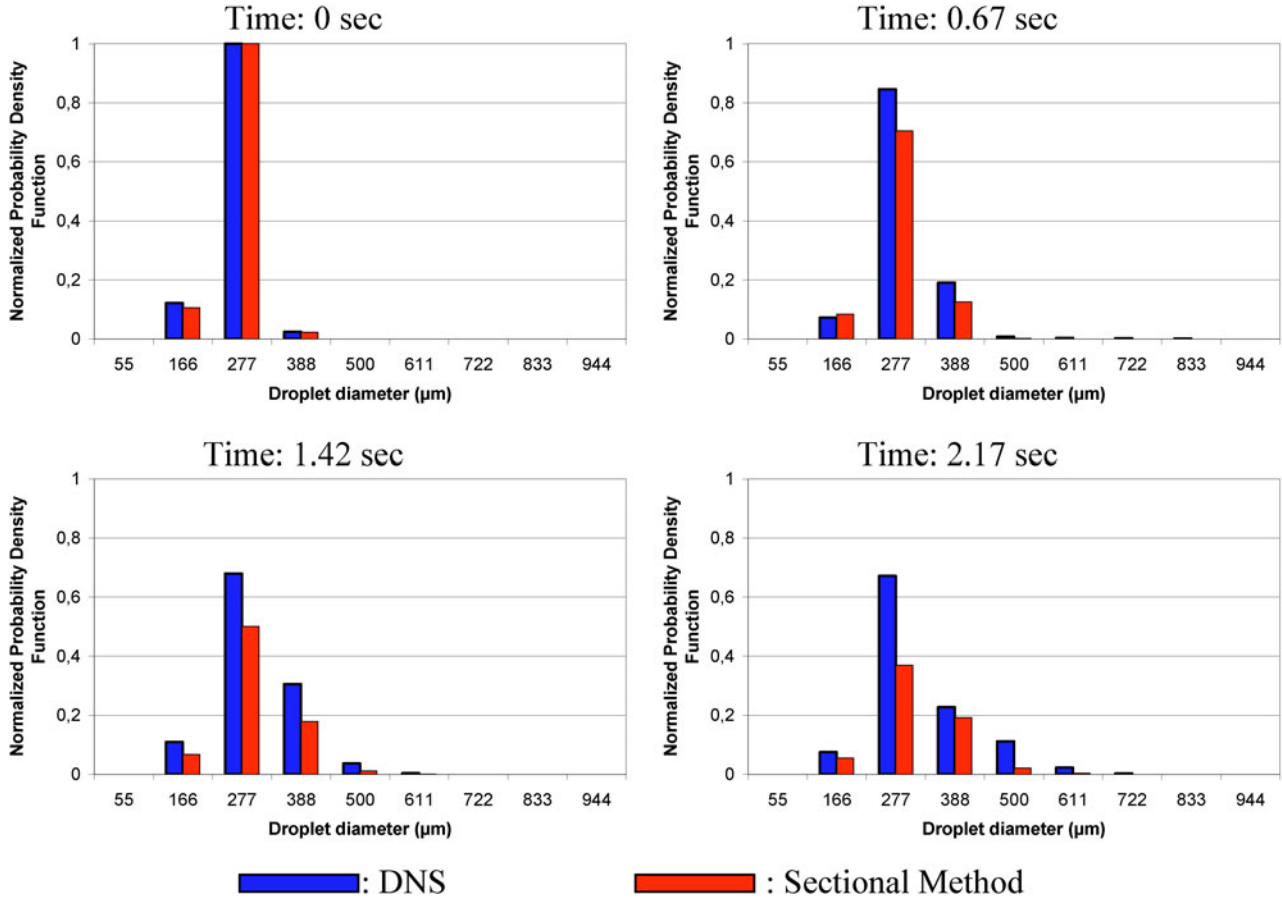 Time: 0 sec
Normalized Probability Density
Function
1
0,8
0,6
0,4
0,2
0
55 166 277 388 500 611 722 833 944
Droplet diameter (µm)
Time: 0.67 sec
Normalized Probability Density
Function
1
0,8
0,6
0,4
0,2
0
55 166 277 388 500 611 722 833 944
Droplet diameter (µm)
Time: 1.42 sec
Normalized Probability Density
Function
1
0,8
0,6
0,4
0,2
0
55 166 277 388 500 611 722 833 944
Droplet diameter (µm)
Time: 2.17 sec
Normalized Probability Density
Function
1
0,8
0,6
0,4
0,2
0
55 166 277 388 500 611 722 833 944
Droplet diameter (µm)
: DNS
: Sectional Method